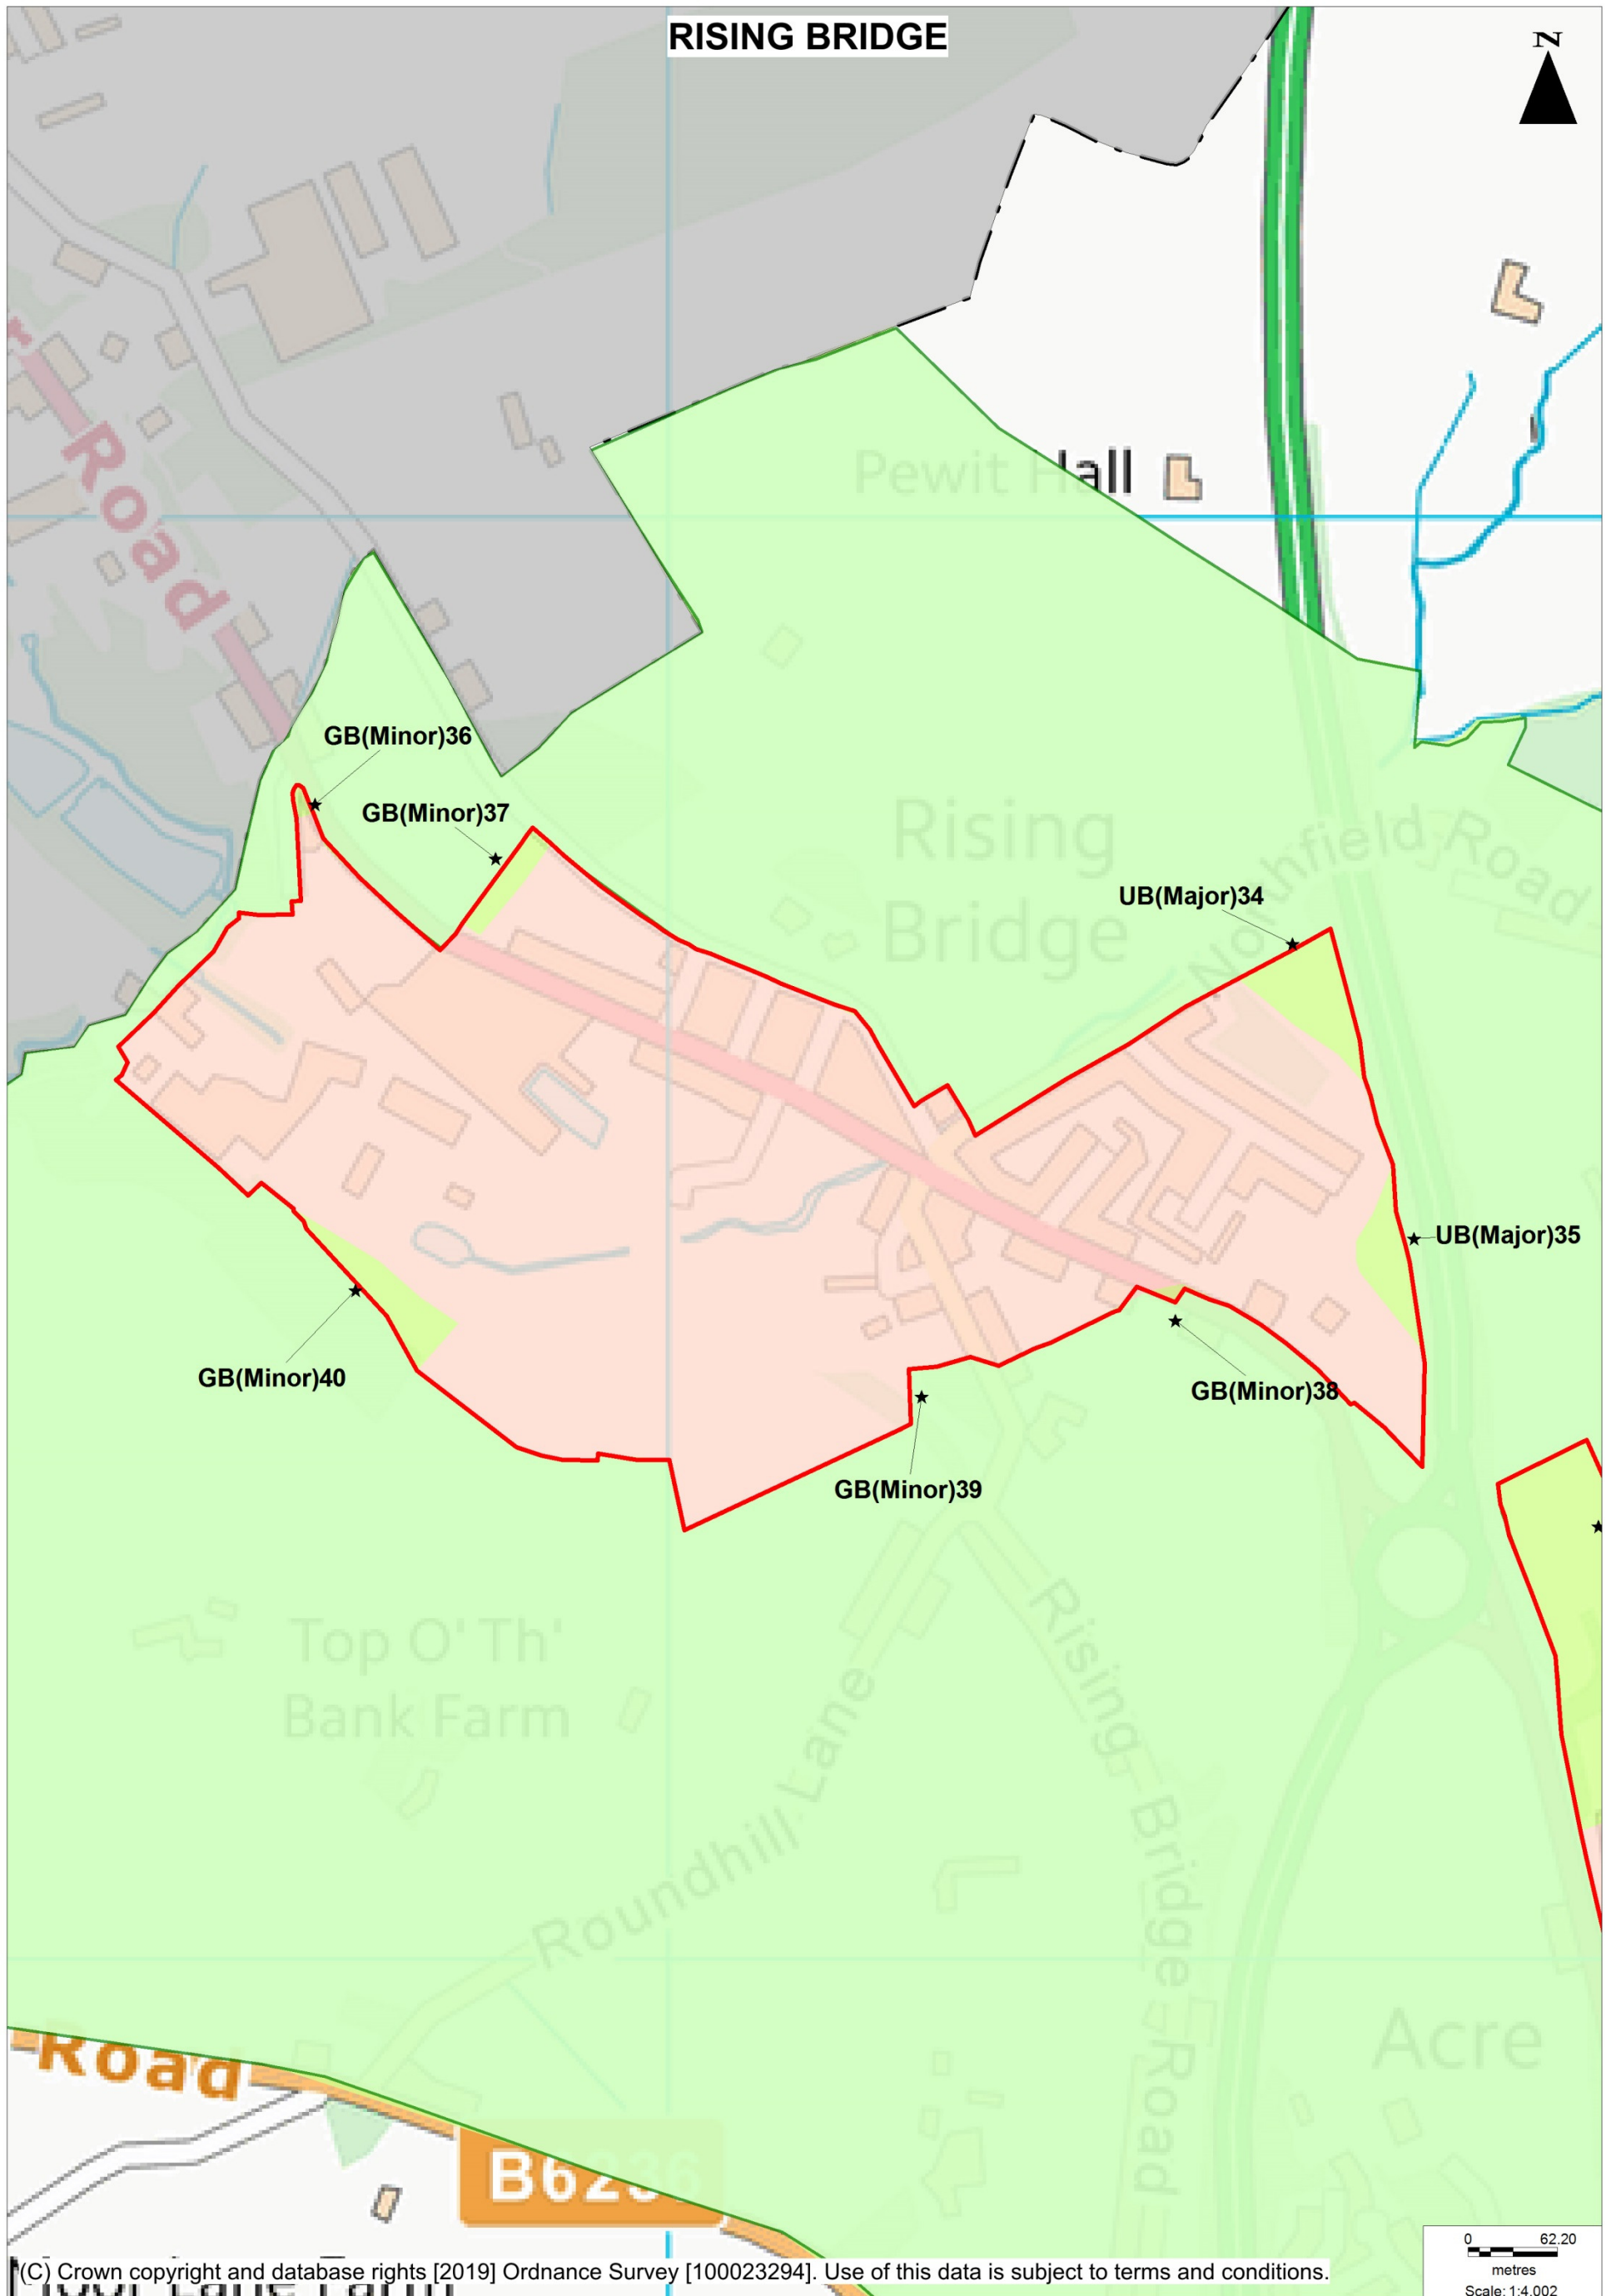 RISING BRIDGE
N
Road
Pewit Hall
GB(Minor)36
GB(Minor)37
Rising
Bridge
Northfield Road
UB(Major)34
UB(Major)35
GB(Minor)40
GB(Minor)38
GB(Minor)39
Top O' Th'
Bank Farm
Roundhill Lane
Rising Bridge Road
Acre
Road
B6236
(C) Crown copyright and database rights [2019] Ordnance Survey [100023294]. Use of this data is subject to terms and conditions.
0 62.20
metres
Scale: 1:4,002